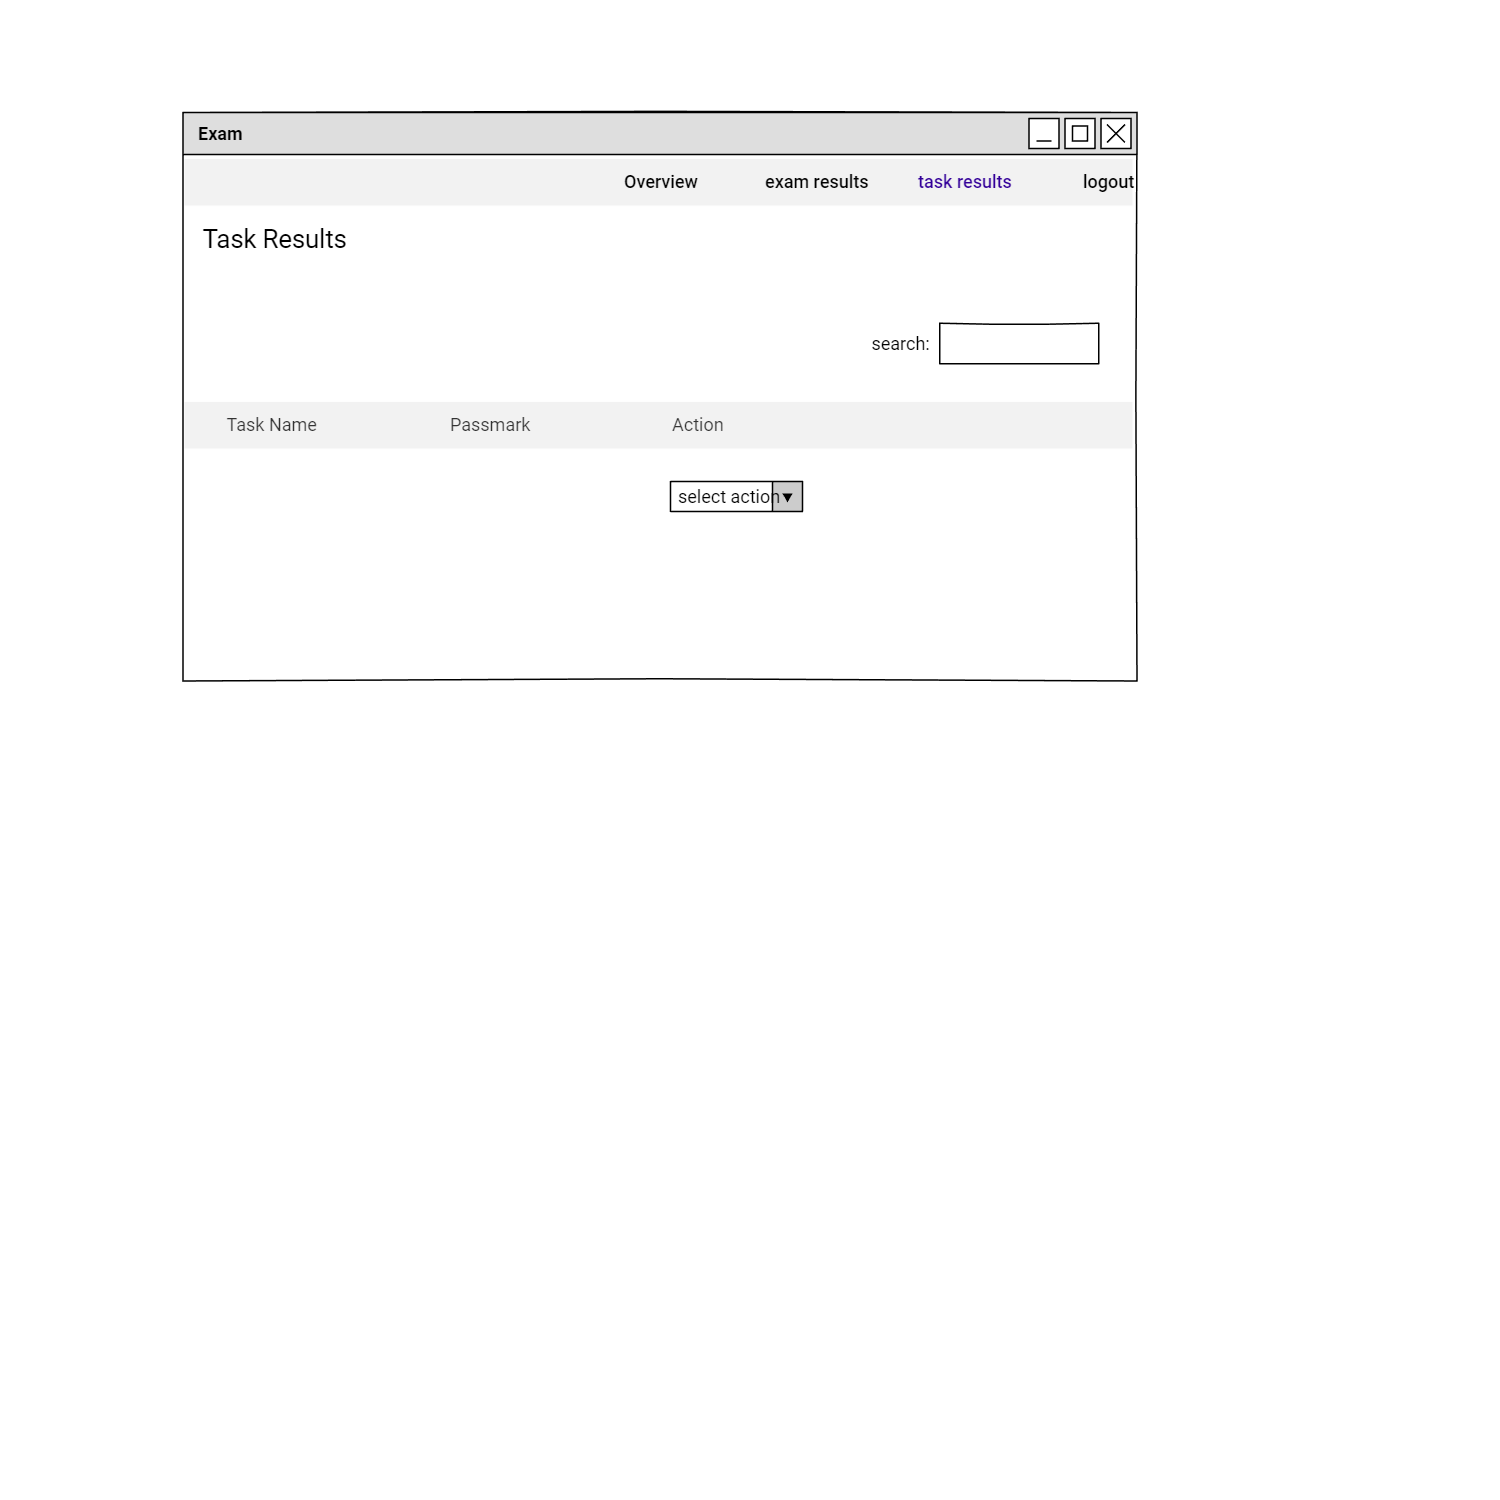 Exam
Overview exam results task results logout
Task Results
search:
Task Name Passmark Action
select action